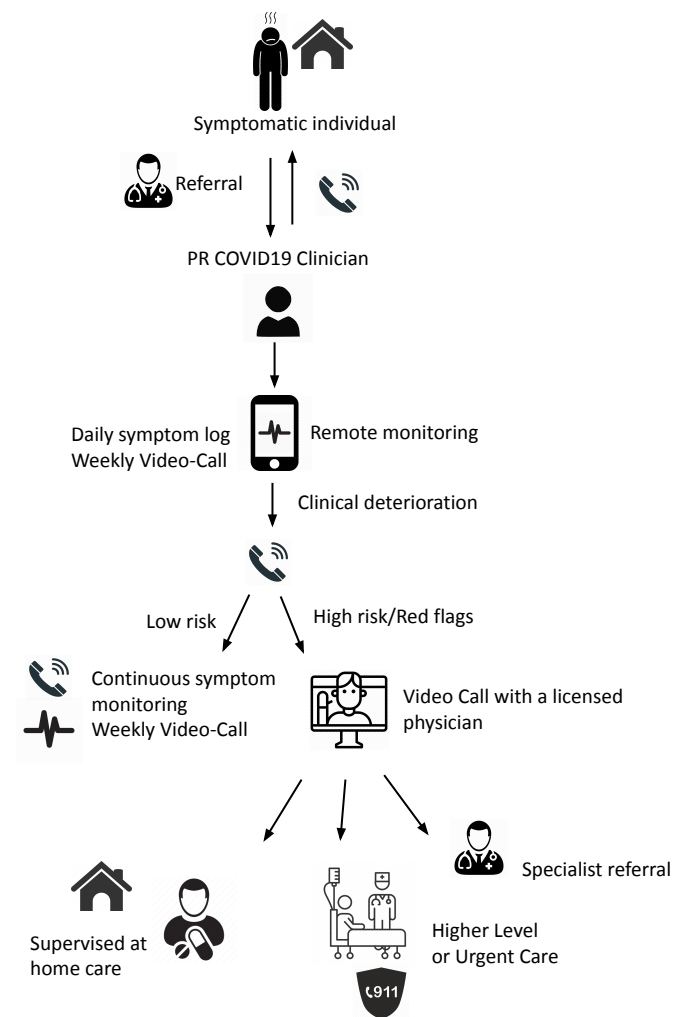 Symptomatic individual
Referral
PR COVID19 Clinician
Daily symptom log
Weekly Video-Call
Remote monitoring
Clinical deterioration
Low risk
High risk/Red flags
Continuous symptom
monitoring
Weekly Video-Call
Video Call with a licensed
physician
Specialist referral
Supervised at
home care
Higher Level
or Urgent Care
911